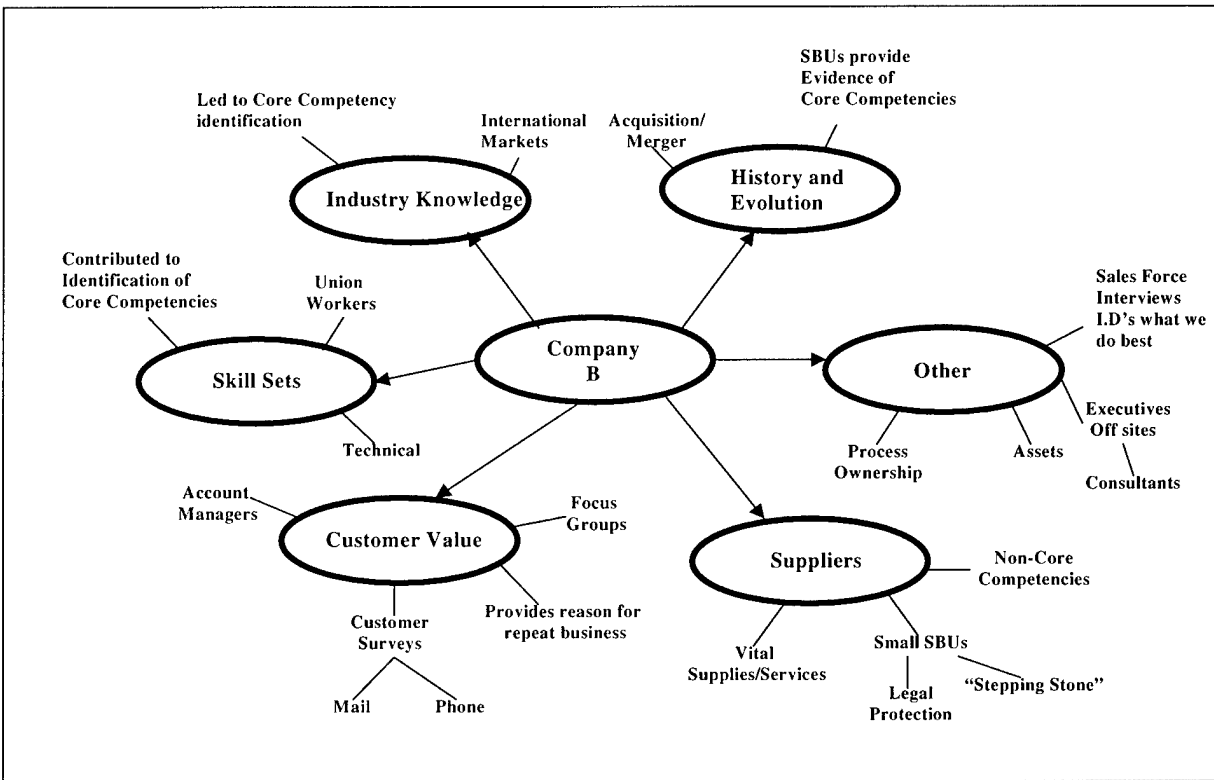 SBUs provide
Evidence of
Core Competencies
Led to Core Competency
identification
International
Markets
Acquisition/
Merger
Industry Knowledge
History and
Evolution
Contributed to
Identification of
Core Competencies
Union
Workers
Sales Force
Interviews
I.D's what we
do best
Company
B
Skill Sets
Other
Technical
Process
Ownership
Assets
Executives
Off sites
Consultants
Account
Managers
Focus
Groups
Customer Value
Suppliers
Non-Core
Competencies
Customer
Surveys
Provides reason for
repeat business
Mail
Phone
Vital
Supplies/Services
Small SBUs
Legal
Protection
“Stepping Stone”